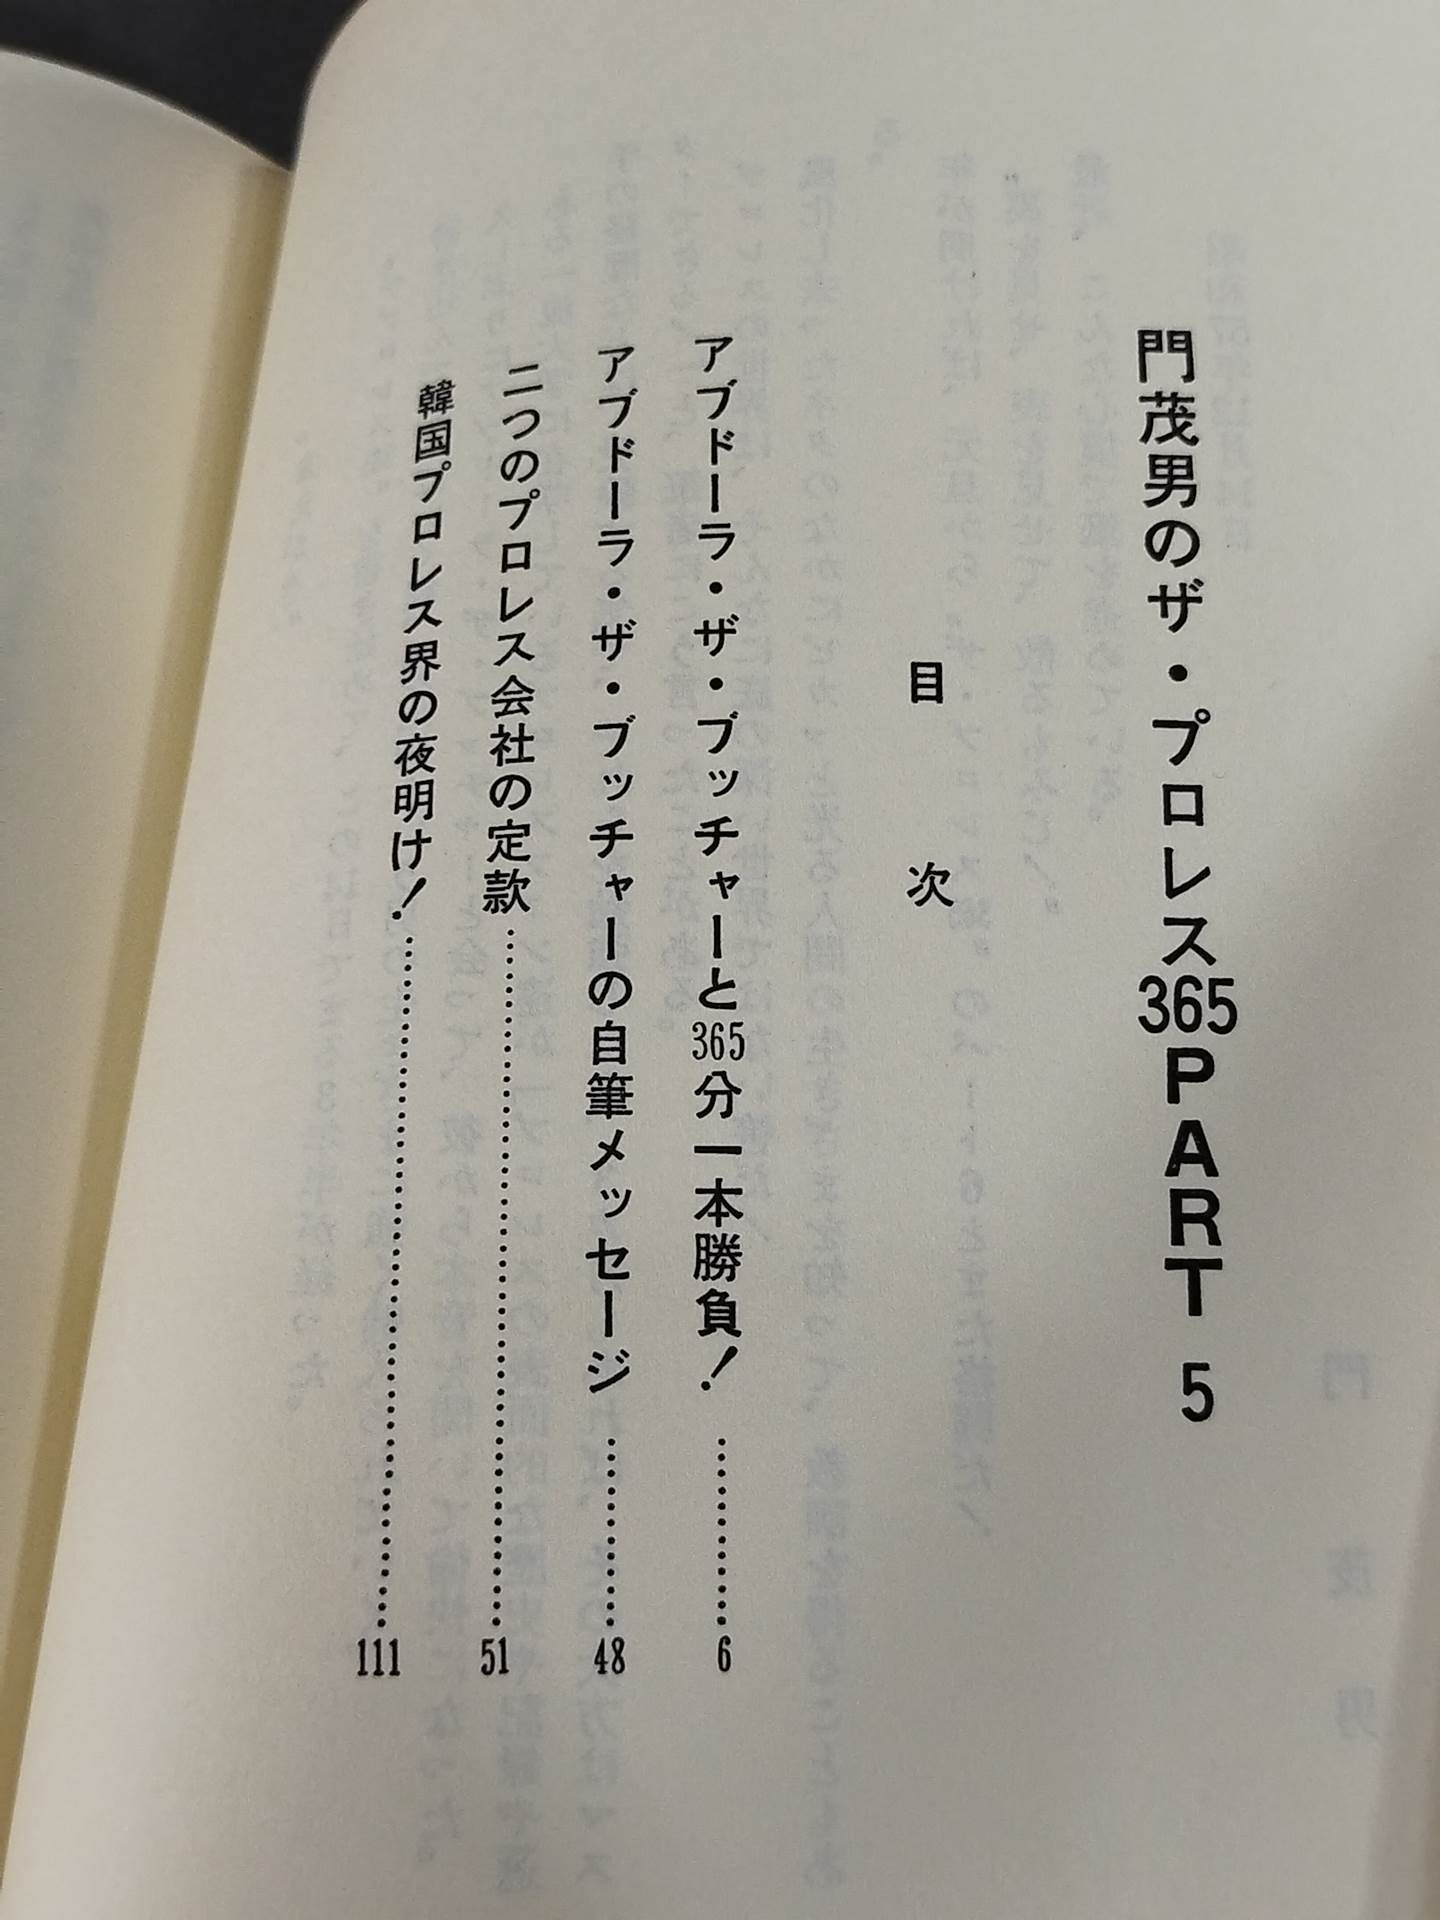 門茂男のザ・プロレス365PART 5
目次
アブドーラ・ザ・ブッチャーと365分一本勝負！…………6
アブドーラ・ザ・ブッチャーの自筆メッセージ…………48
二つのプロレス会社の定款…………………………51
韓国プロレス界の夜明け！…………………………111